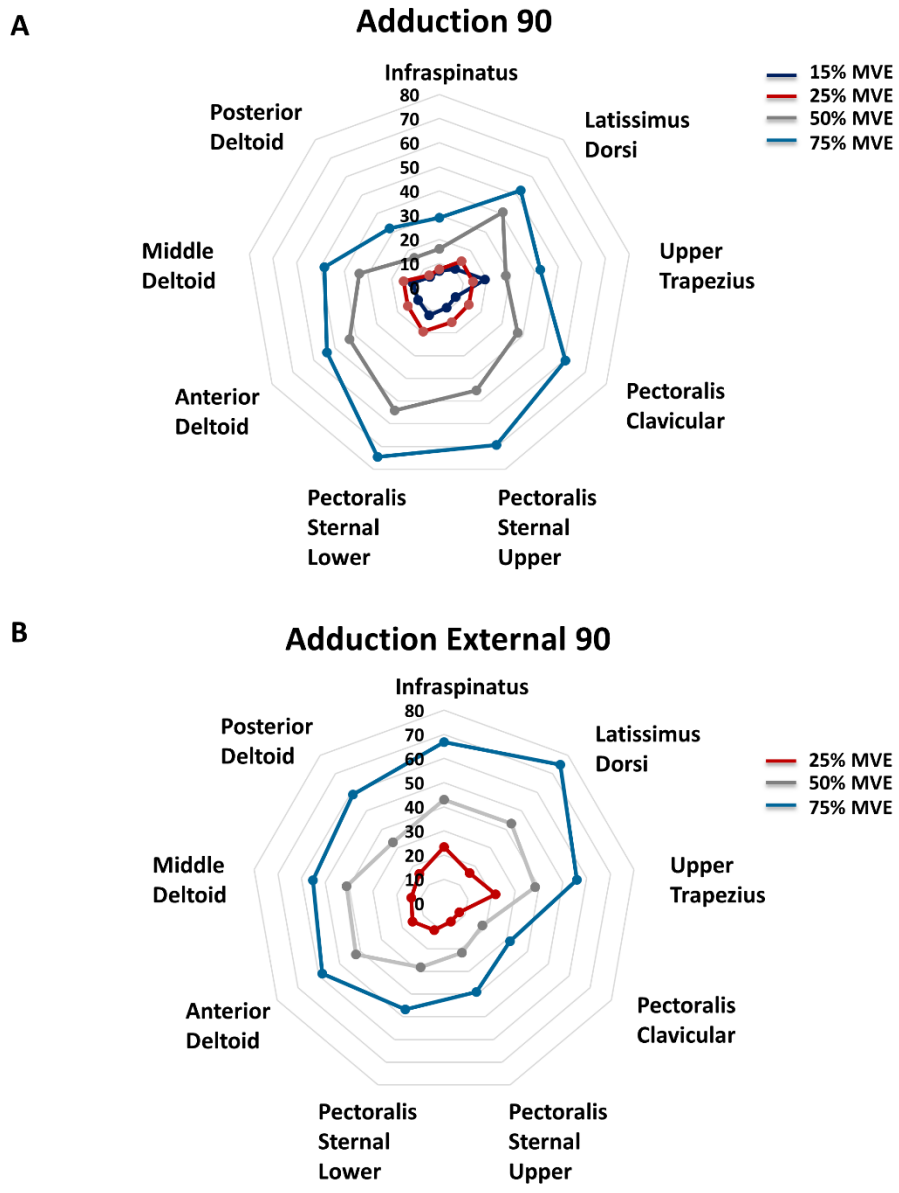 A
Adduction 90
Infraspinatus
Latissimus
Dorsi
Upper
Trapezius
Pectoralis
Clavicular
Pectoralis
Sternal
Upper
Pectoralis
Sternal
Lower
Anterior
Deltoid
Middle
Deltoid
Posterior
Deltoid
80
70
60
50
40
30
20
10
0
15% MVE
25% MVE
50% MVE
75% MVE
B
Adduction External 90
Infraspinatus
Latissimus
Dorsi
Upper
Trapezius
Pectoralis
Clavicular
Pectoralis
Sternal
Upper
Pectoralis
Sternal
Lower
Anterior
Deltoid
Middle
Deltoid
Posterior
Deltoid
80
70
60
50
40
30
20
10
0
25% MVE
50% MVE
75% MVE